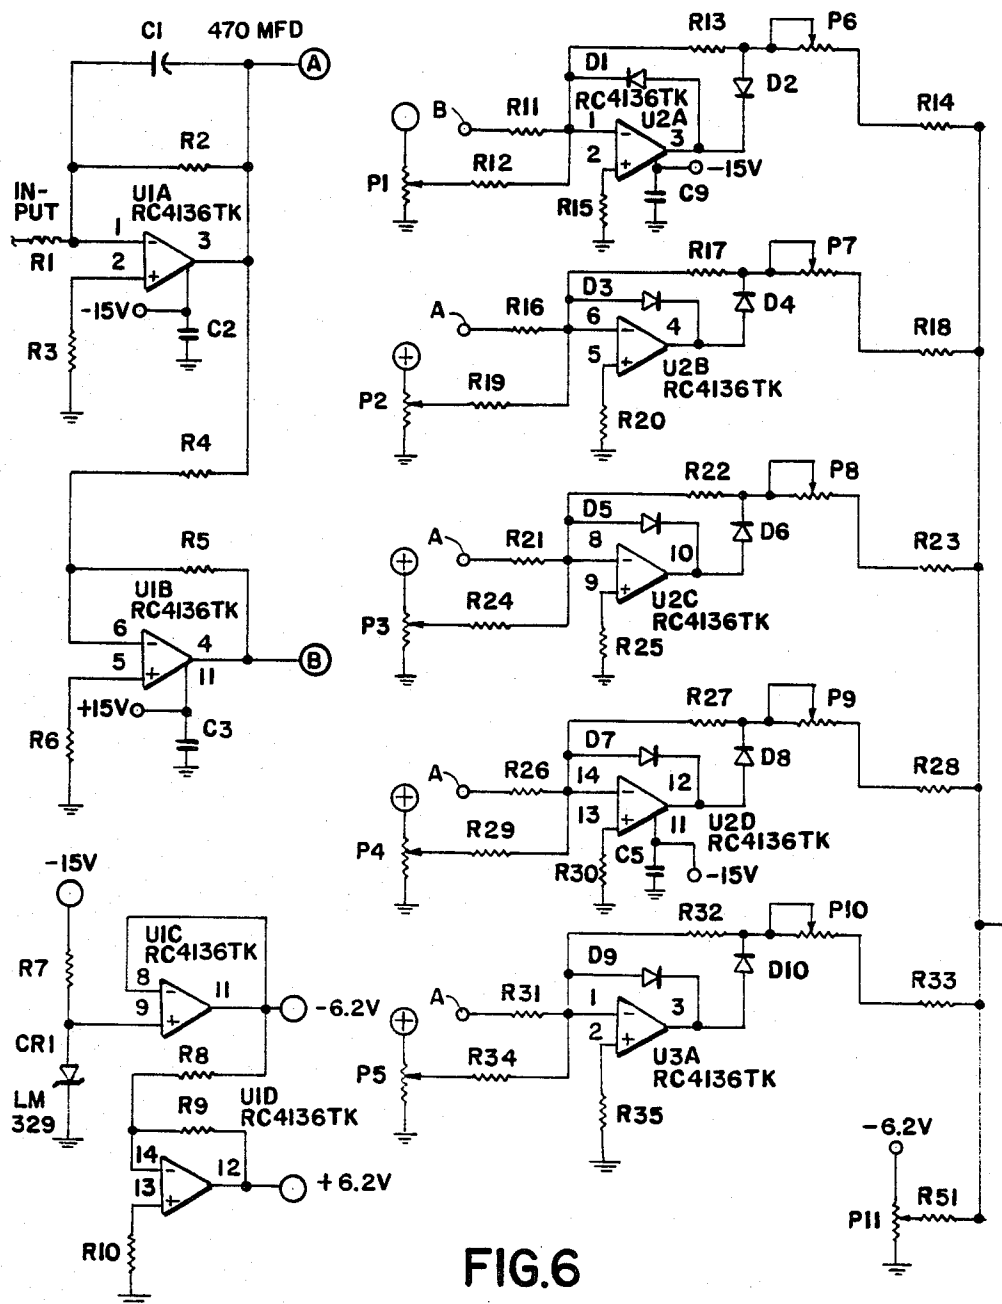 C1 470 MFD
A
R2
IN-
PUT
U1A
RC4136TK
1
3
R1
2
-15V
C2
R3
R4
R5
U1B
RC4136TK
6
4
5
11
B
+15V
C3
R6
-15V
R7
U1C
RC4136TK
8
11
9
-6.2V
CR1
R8
LM
329
R9
U1D
RC4136TK
14
12
13
+6.2V
R10
R13
P6
D1
D2
RC4136TK
R14
B
R11
1
U2A
3
2
R12
-15V
P1
C9
R15
R17
P7
D3
D4
A
R16
6
4
R18
5
U2B
RC4136TK
R19
P2
R20
R22
P8
D5
D6
A
R21
8
10
R23
9
U2C
RC4136TK
R24
P3
R25
R27
P9
D7
D8
A
R26
14
12
R28
13
11
U2D
RC4136TK
R29
P4
R30
C5
-15V
R32
P10
D9
D10
A
R31
1
3
R33
2
U3A
RC4136TK
R34
P5
R35
-6.2V
R51
P11
FIG.6